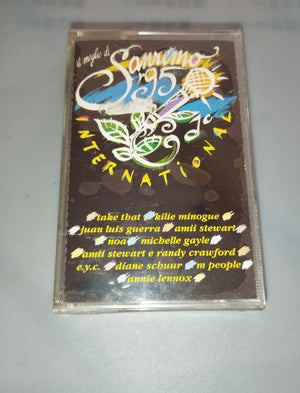 il meglio di
Sanremo
'95
INTERNATIONAL
take that kilie minogue
juan luis guerra amii stewart
noa michelle gayle
amii stewart e randy crawford
e.y.c. diane schuur m people
annie lennox